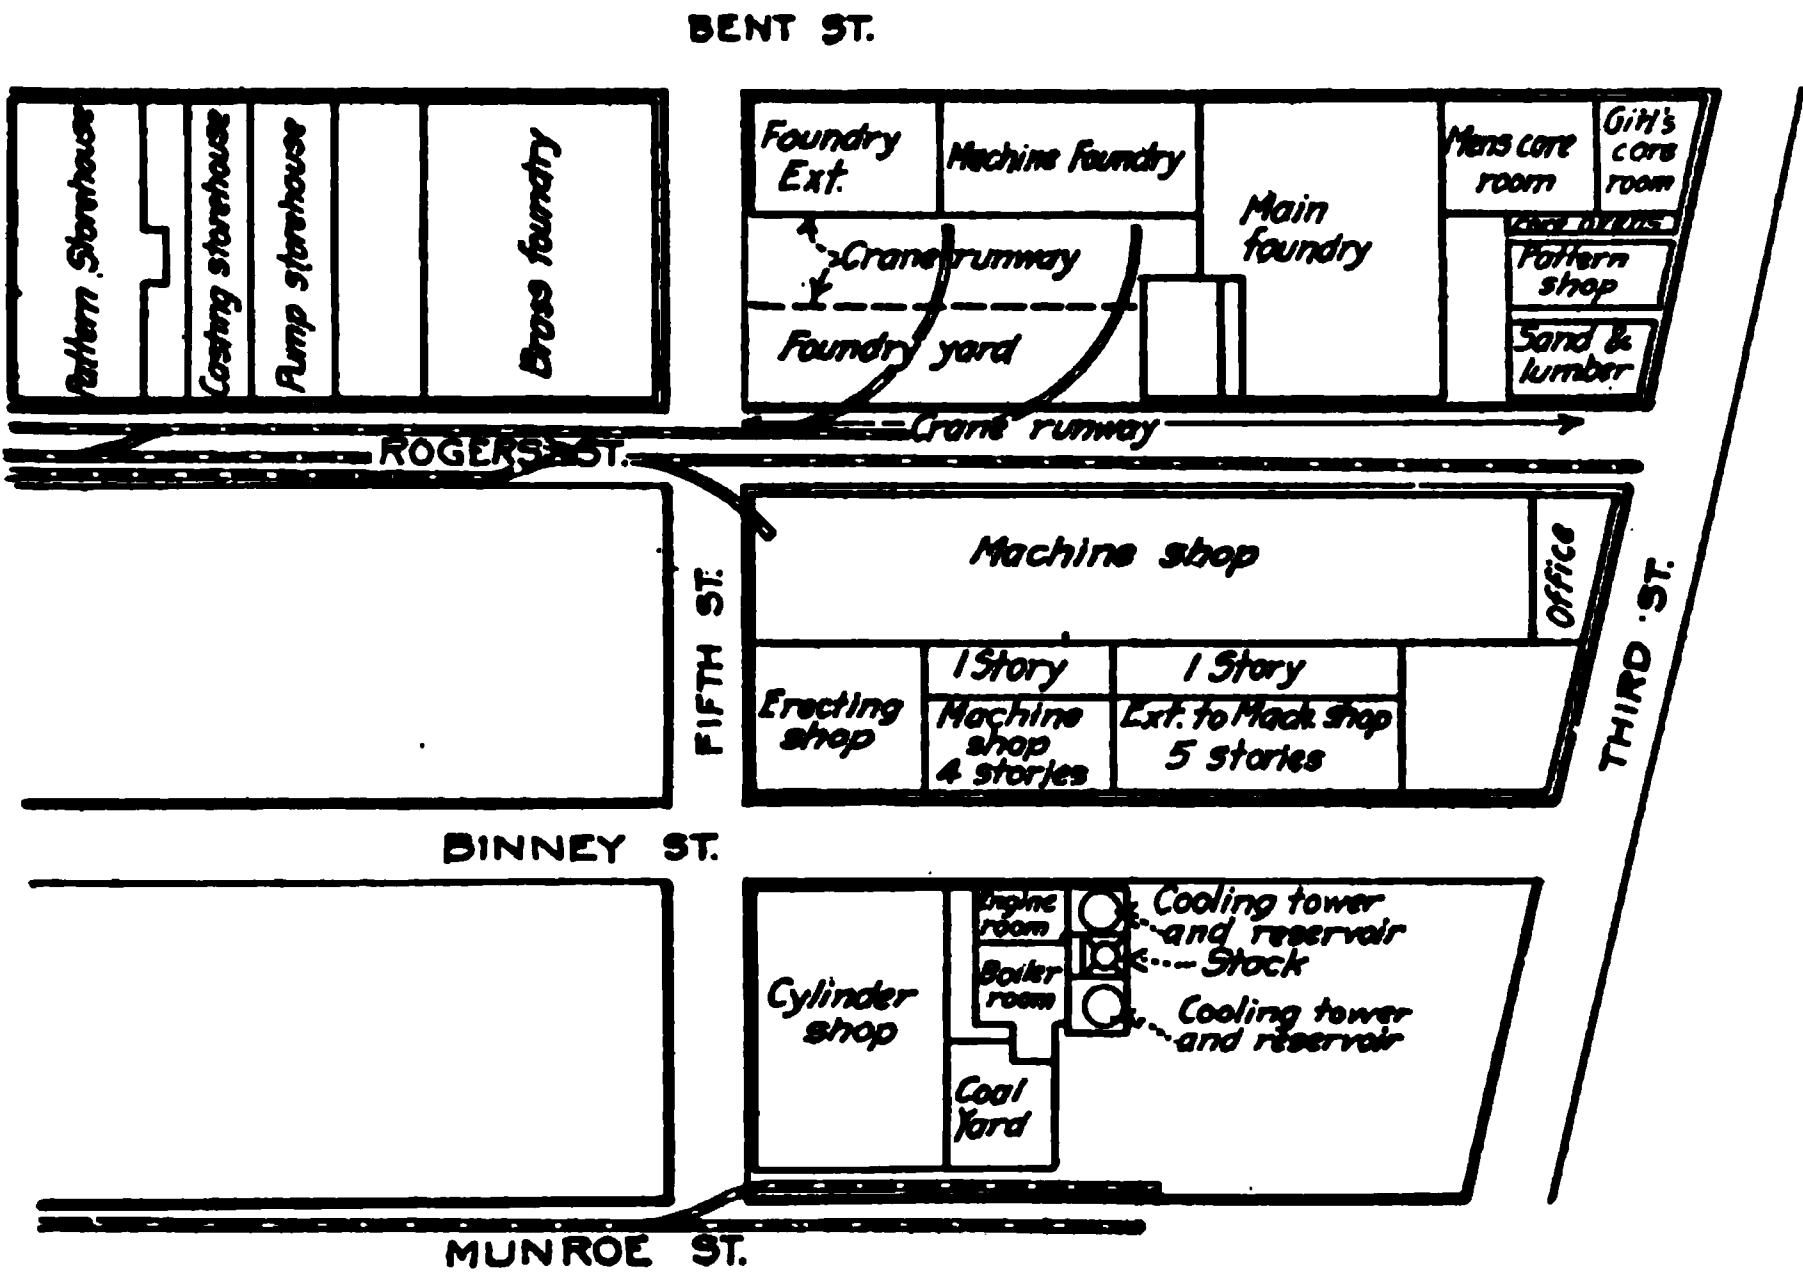 BENT ST.
Pattern Storehouse
Casting storehouse
Pump storehouse
Brass foundry
Foundry
Ext.
Machine Foundry
Main
foundry
Mens core
room
Girl's
core
room
Core ovens
Pattern
shop
Sand &
lumber
Crane runway
Foundry yard
Crane runway
ROGERS ST.
Machine shop
Office
FIFTH ST.
THIRD ST.
Erecting
shop
1 Story
Machine
shop
4 stories
1 Story
Ext. to Mach. shop
5 stories
BINNEY ST.
Cylinder
shop
Engine
room
Boiler
room
Coal
Yard
Cooling tower
and reservoir
Stack
Cooling tower
and reservoir
MUNROE ST.